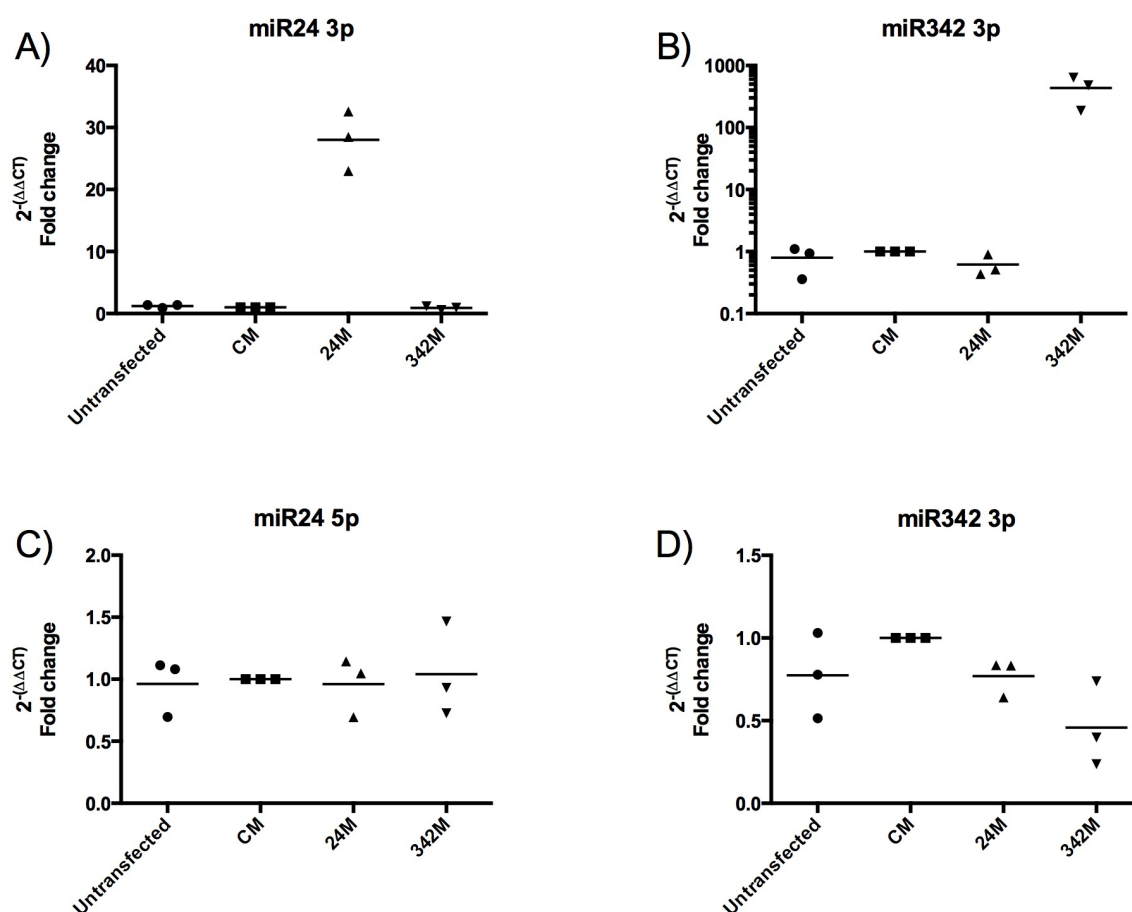 A)
miR24 3p
2-(ΔΔCT)
Fold change
40
30
20
10
0
Untransfected
CM
24M
342M
B)
miR342 3p
2-(ΔΔCT)
Fold change
1000
100
10
1
0.1
Untransfected
CM
24M
342M
C)
miR24 5p
2-(ΔΔCT)
Fold change
2.0
1.5
1.0
0.5
0.0
Untransfected
CM
24M
342M
D)
miR342 3p
2-(ΔΔCT)
Fold change
1.5
1.0
0.5
0.0
Untransfected
CM
24M
342M